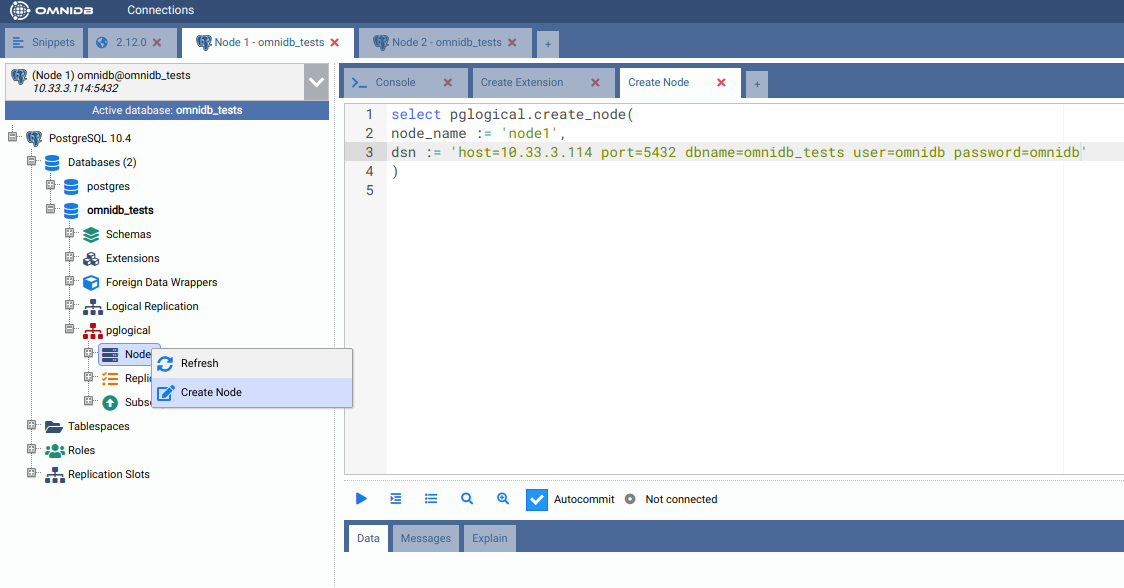 OMNIDB Connections
Snippets 2.12.0 Node 1 - omnidb_tests Node 2 - omnidb_tests +
(Node 1) omnidb@omnidb_tests
10.33.3.114:5432
Active database: omnidb_tests
PostgreSQL 10.4
Databases (2)
postgres
omnidb_tests
Schemas
Extensions
Foreign Data Wrappers
Logical Replication
pglogical
Node
Repli
Subs
Refresh
Create Node
Tablespaces
Roles
Replication Slots
Console Create Extension Create Node +
1 select pglogical.create_node(
2 node_name := 'node1',
3 dsn := 'host=10.33.3.114 port=5432 dbname=omnidb_tests user=omnidb password=omnidb'
4 )
5
Autocommit Not connected
Data Messages Explain